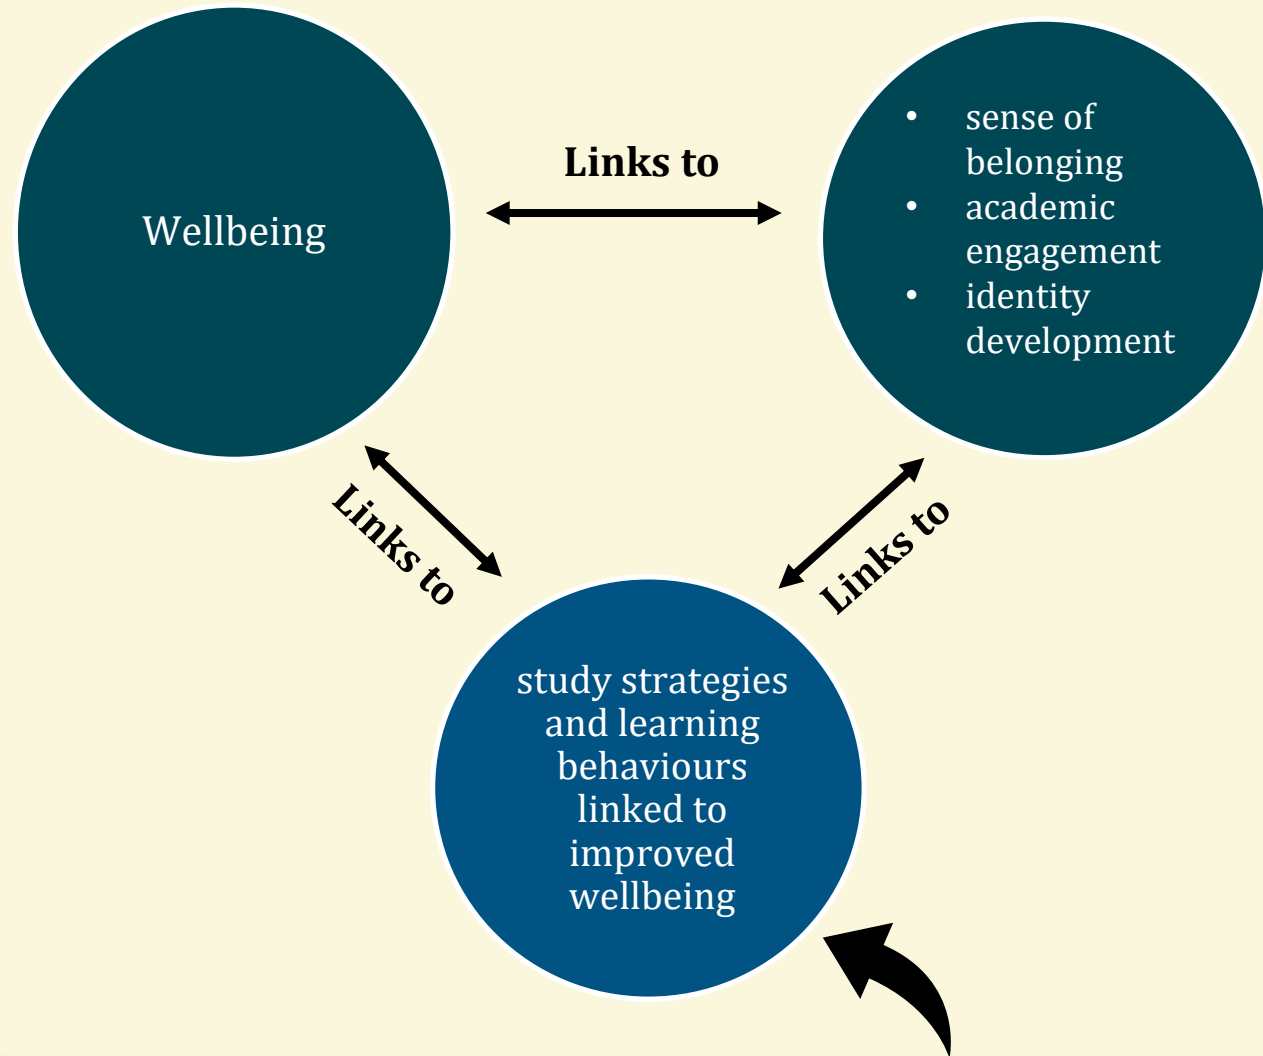 Wellbeing
Links to
• sense of
belonging
• academic
engagement
• identity
development
Links to
Links to
study strategies
and learning
behaviours
linked to
improved
wellbeing